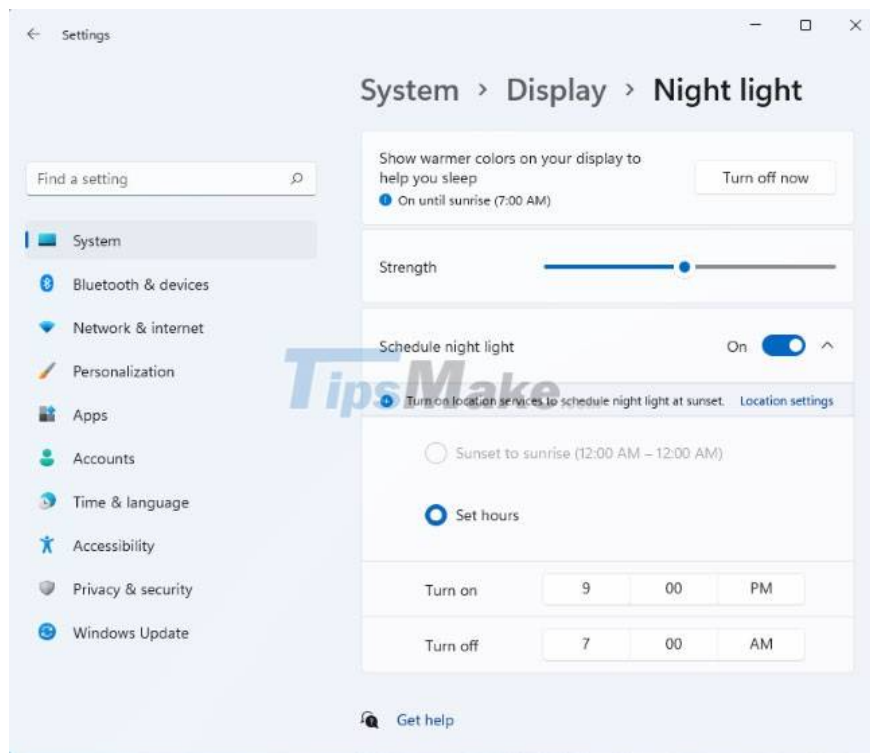 Settings
System > Display > Night light
Find a setting
System
Bluetooth & devices
Network & internet
Personalization
Apps
Accounts
Time & language
Accessibility
Privacy & security
Windows Update
Show warmer colors on your display to
help you sleep
On until sunrise (7:00 AM)
Turn off now
Strength
Schedule night light
On
TipsMake
Turn on location services to schedule night light at sunset. Location settings
Sunset to sunrise (12:00 AM – 12:00 AM)
Set hours
Turn on 9 00 PM
Turn off 7 00 AM
Get help